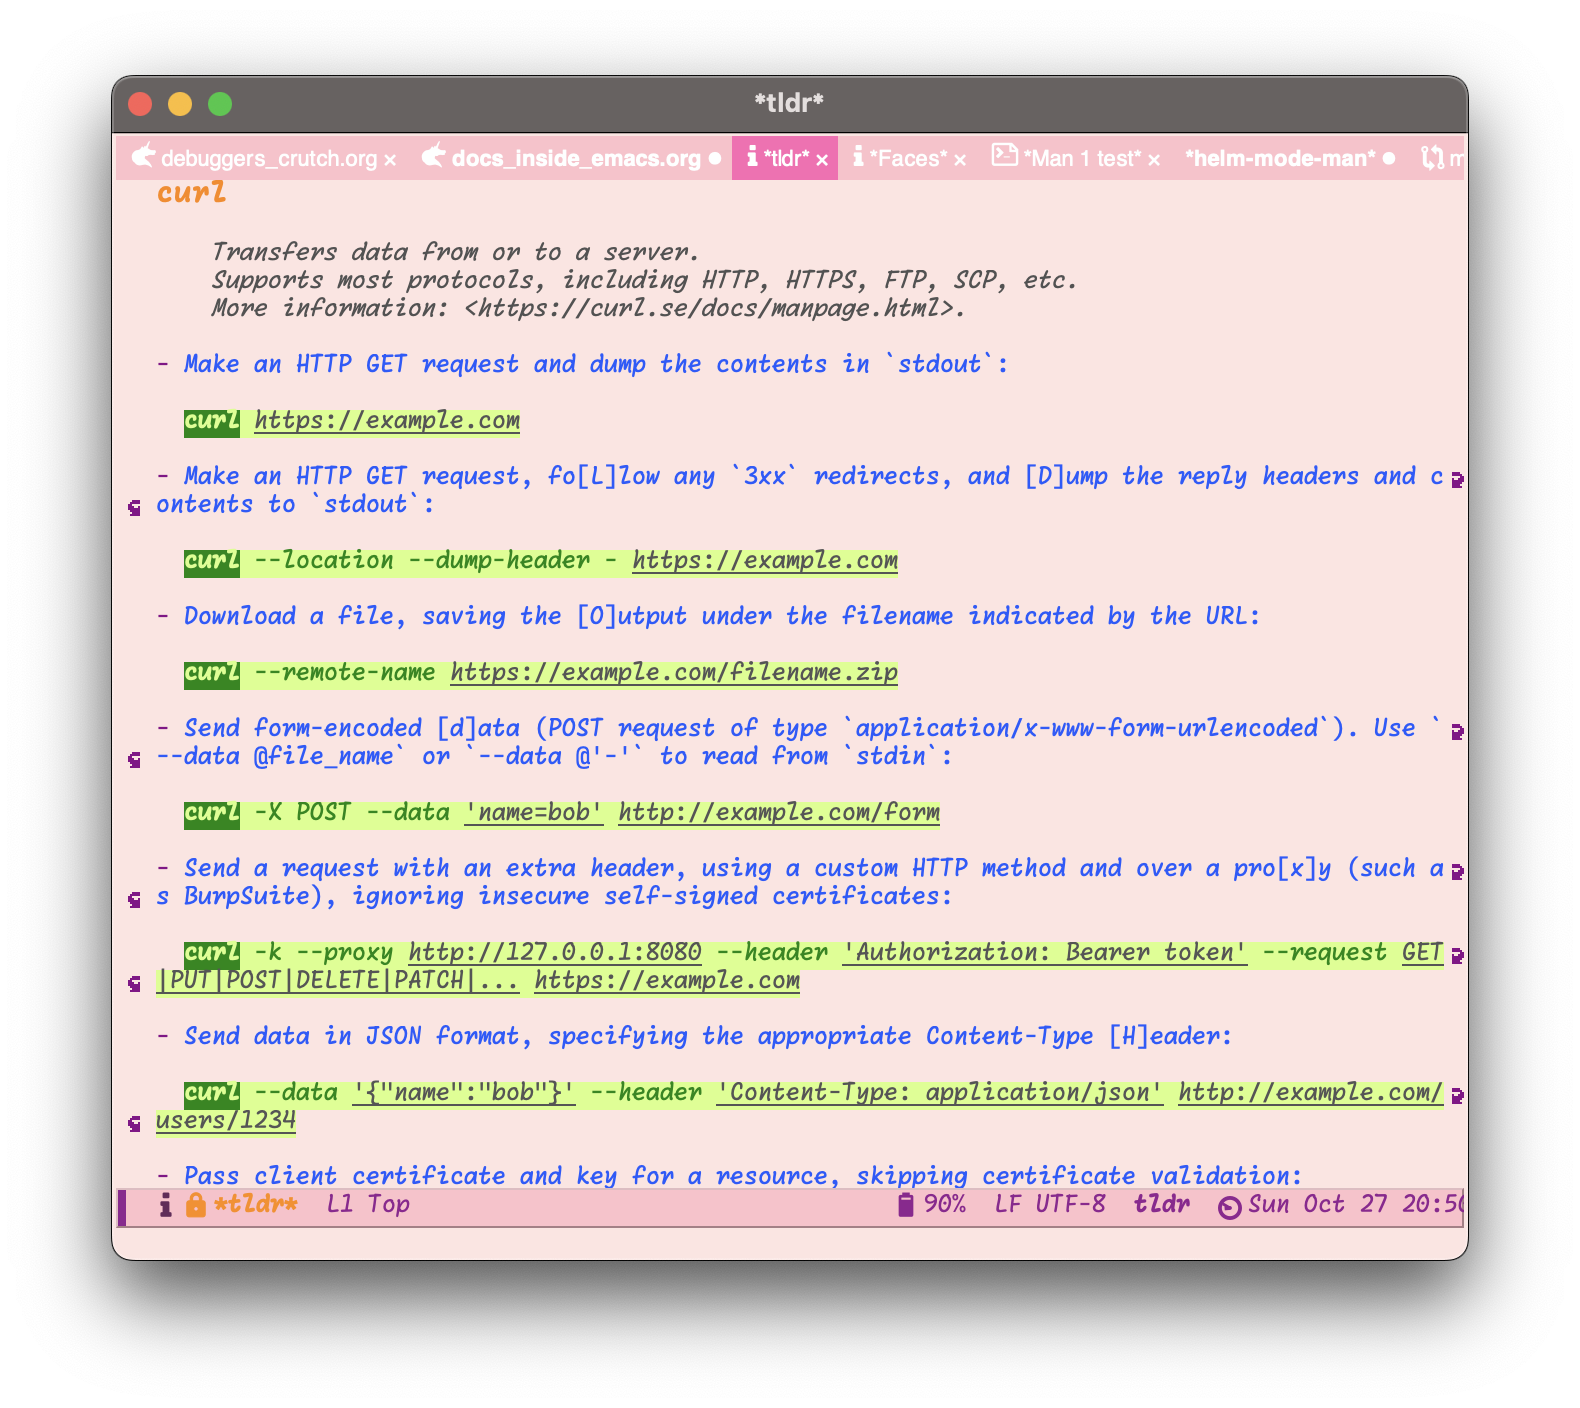 *tldr*
debuggers_crutch.org × docs_inside_emacs.org ● *tldr* × *Faces* × *Man 1 test* × *helm-mode-man* ● m
curl
Transfers data from or to a server.
Supports most protocols, including HTTP, HTTPS, FTP, SCP, etc.
More information: <https://curl.se/docs/manpage.html>.
- Make an HTTP GET request and dump the contents in `stdout`:
curl https://example.com
- Make an HTTP GET request, fo[L]low any `3xx` redirects, and [D]ump the reply headers and c
ontents to `stdout`:
curl --location --dump-header - https://example.com
- Download a file, saving the [O]utput under the filename indicated by the URL:
curl --remote-name https://example.com/filename.zip
- Send form-encoded [d]ata (POST request of type `application/x-www-form-urlencoded`). Use `
--data @file_name` or `--data @'-'` to read from `stdin`:
curl -X POST --data 'name=bob' http://example.com/form
- Send a request with an extra header, using a custom HTTP method and over a pro[x]y (such a
s BurpSuite), ignoring insecure self-signed certificates:
curl -k --proxy http://127.0.0.1:8080 --header 'Authorization: Bearer token' --request GET
|PUT|POST|DELETE|PATCH|... https://example.com
- Send data in JSON format, specifying the appropriate Content-Type [H]eader:
curl --data '{"name":"bob"}' --header 'Content-Type: application/json' http://example.com/
users/1234
- Pass client certificate and key for a resource, skipping certificate validation:
*tldr* L1 Top 90% LF UTF-8 tldr Sun Oct 27 20:5